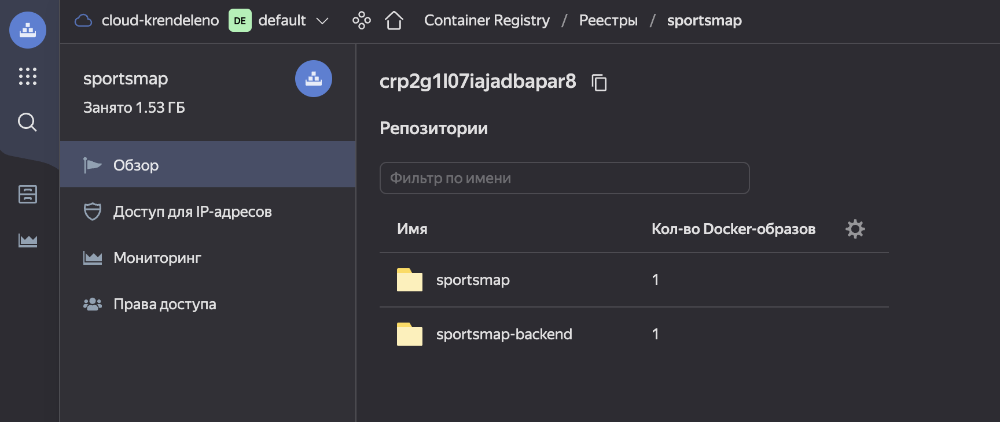 cloud-krendeleno DE default Container Registry / Реестры / sportsmap
sportsmap
Занято 1.53 ГБ
Обзор
Доступ для IP-адресов
Мониторинг
Права доступа
crp2g1l07iajadbapar8
Репозитории
Фильтр по имени
Имя Кол-во Docker-образов
sportsmap 1
sportsmap-backend 1